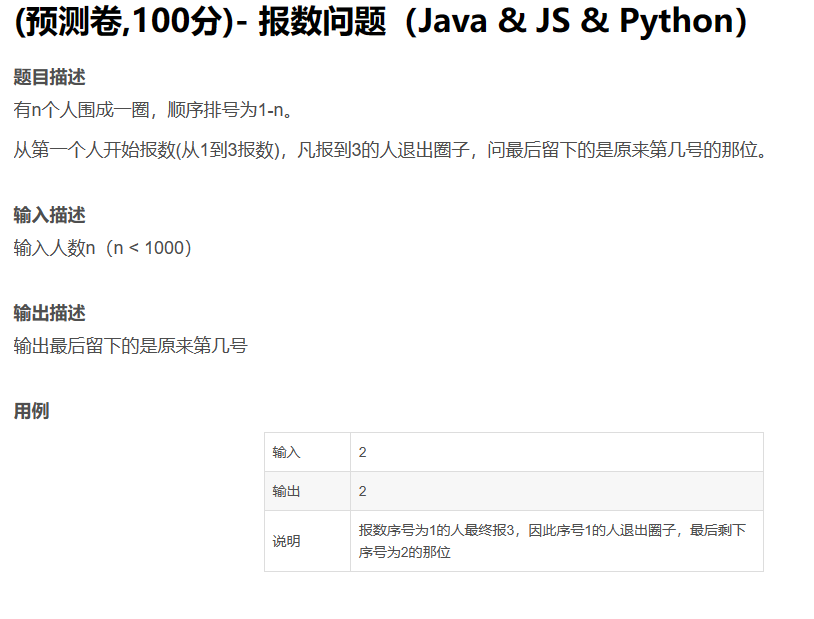 (预测卷,100分)- 报数问题（Java & JS & Python）
题目描述
有n个人围成一圈，顺序排号为1-n。
从第一个人开始报数(从1到3报数)，凡报到3的人退出圈子，问最后留下的是原来第几号的那位。
输入描述
输入人数n（n < 1000）
输出描述
输出最后留下的是原来第几号
用例
输入 2
输出 2
说明 报数序号为1的人最终报3，因此序号1的人退出圈子，最后剩下
序号为2的那位